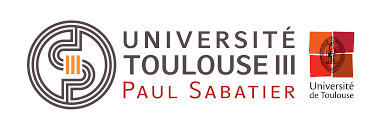 UNIVERSITÉ
TOULOUSE III
PAUL SABATIER
Université
de Toulouse